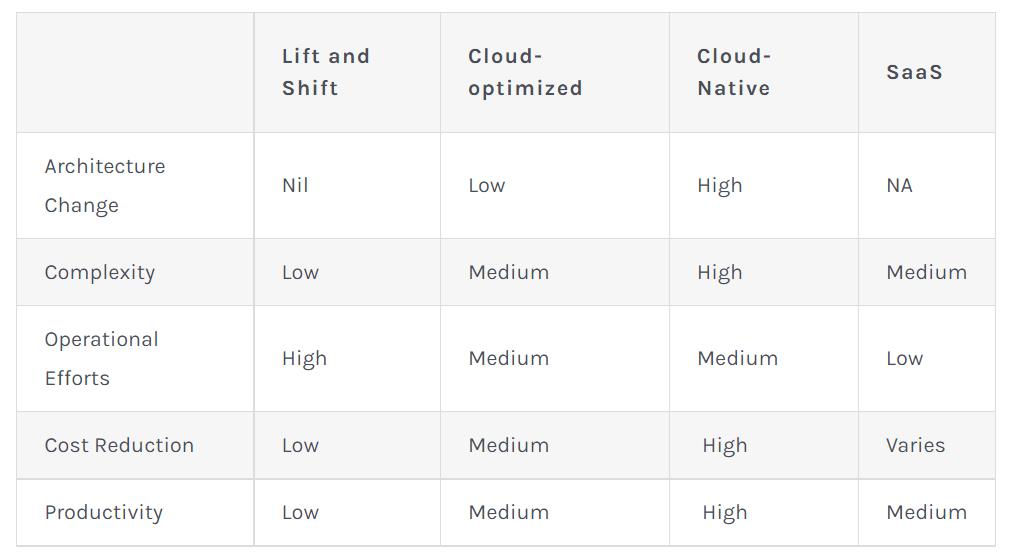 Lift and Shift Cloud-optimized Cloud-Native SaaS
Architecture Change Nil Low High NA
Complexity Low Medium High Medium
Operational Efforts High Medium Medium Low
Cost Reduction Low Medium High Varies
Productivity Low Medium High Medium